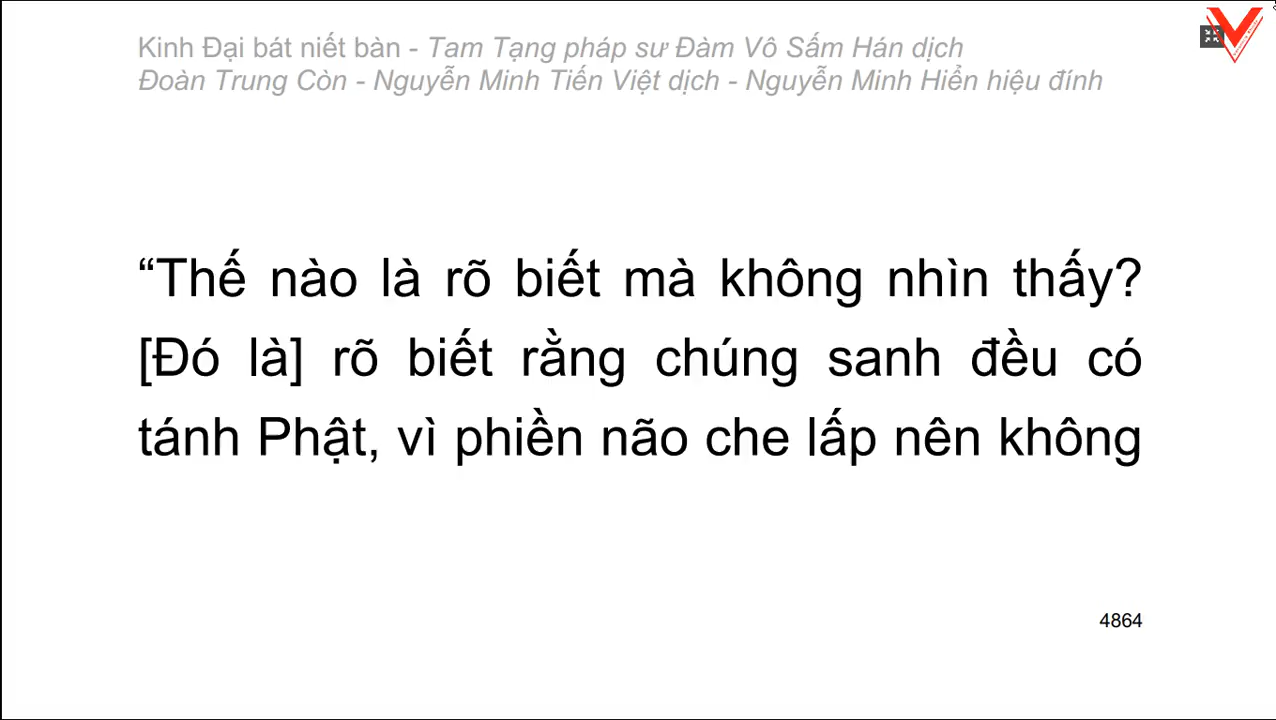 Kinh Đại bát niết bàn - Tam Tạng pháp sư Đàm Vô Sấm Hán dịch
Đoàn Trung Còn - Nguyễn Minh Tiến Việt dịch - Nguyễn Minh Hiển hiệu đính
“Thế nào là rõ biết mà không nhìn thấy?
[Đó là] rõ biết rằng chúng sanh đều có
tánh Phật, vì phiền não che lấp nên không
4864